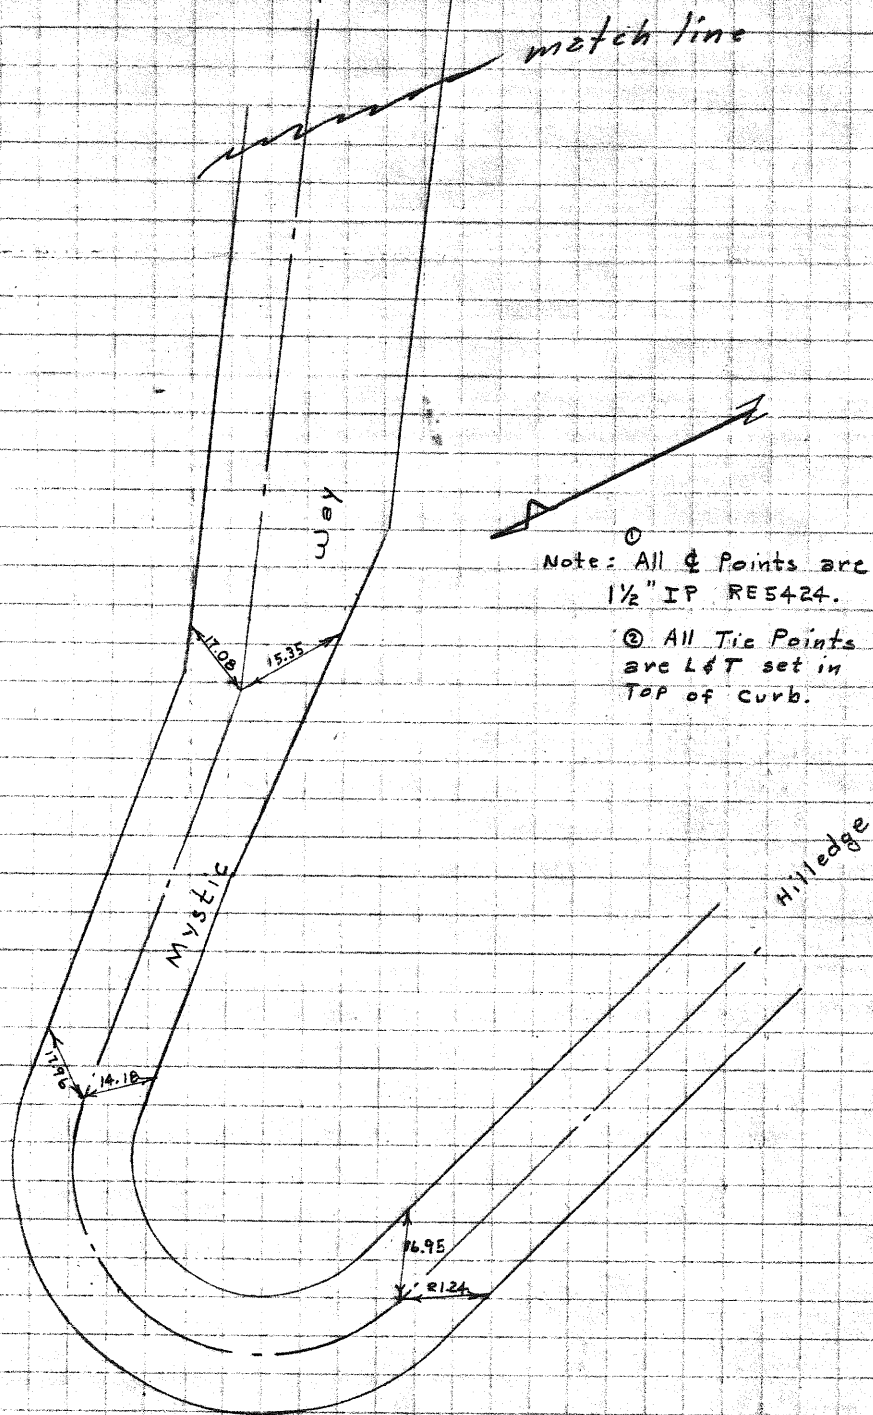 match line
Way
①
Note: All ℄ Points are
1½" IP RE5424.
② All Tie Points
are L&T set in
Top of Curb.
17.08
15.35
Mystic
Hilledge
17.96
14.18
16.95
21.24